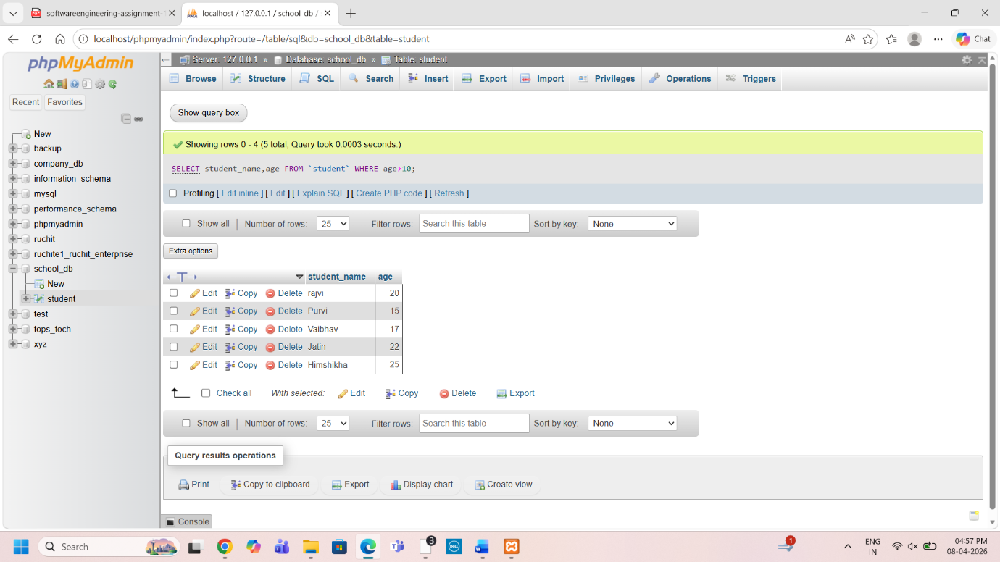 softwareengineering-assignment-1
localhost / 127.0.0.1 / school_db /
localhost/phpmyadmin/index.php?route=/table/sql&db=school_db&table=student
Chat
phpMyAdmin
Recent
Favorites
New
backup
company_db
information_schema
mysql
performance_schema
phpmyadmin
ruchit
ruchite1_ruchit_enterprise
school_db
New
student
test
tops_tech
xyz
Server: 127.0.0.1 » Database: school_db » Table: student
Browse Structure SQL Search Insert Export Import Privileges Operations Triggers
Show query box
Showing rows 0 - 4 (5 total, Query took 0.0003 seconds.)
SELECT student_name,age FROM `student` WHERE age>10;
Profiling [ Edit inline ] [ Edit ] [ Explain SQL ] [ Create PHP code ] [ Refresh ]
Show all Number of rows: 25 Filter rows: Search this table Sort by key: None
Extra options
←T→ student_name age
Edit Copy Delete rajvi 20
Edit Copy Delete Purvi 15
Edit Copy Delete Vaibhav 17
Edit Copy Delete Jatin 22
Edit Copy Delete Himshikha 25
Check all With selected: Edit Copy Delete Export
Show all Number of rows: 25 Filter rows: Search this table Sort by key: None
Query results operations
Print Copy to clipboard Export Display chart Create view
Console
Search
3
DELL
1
ENG
IN
04:57 PM
08-04-2026